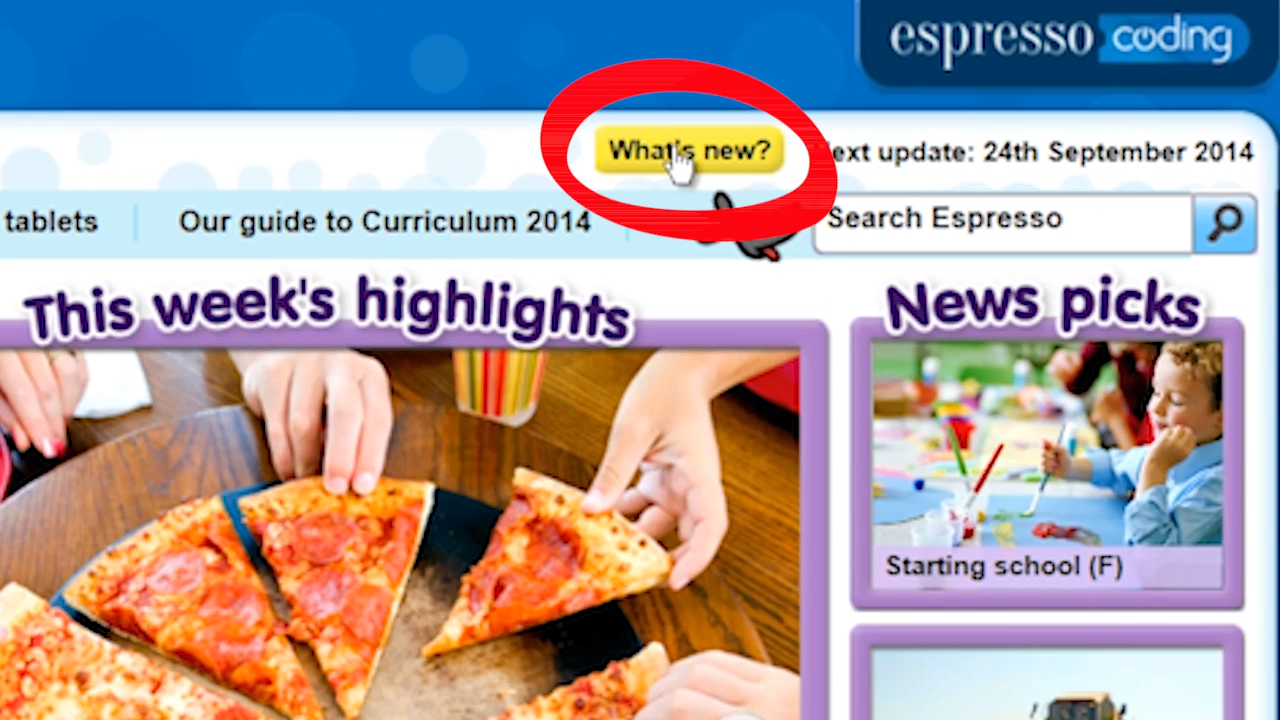 espresso coding
What's new?
ext update: 24th September 2014
tablets
Our guide to Curriculum 2014
Search Espresso
This week's highlights
News picks
Starting school (F)